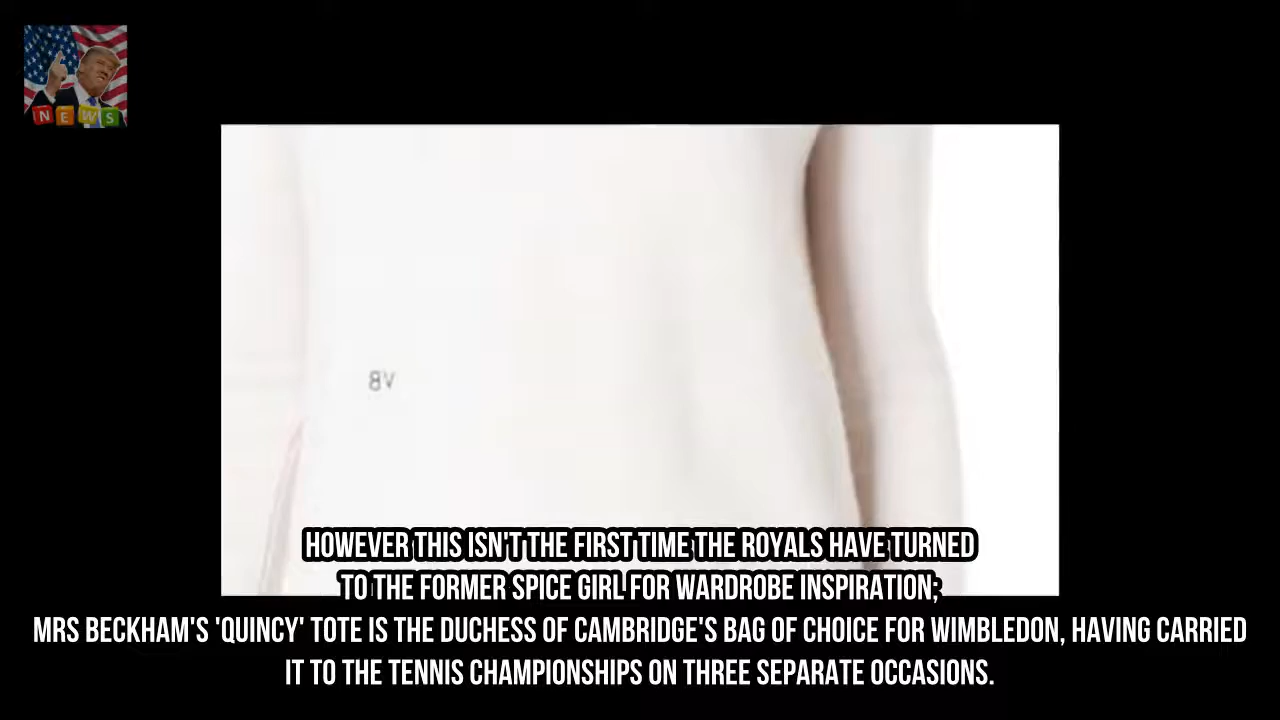 NEWS
8V
HOWEVER THIS ISN'T THE FIRST TIME THE ROYALS HAVE TURNED
TO THE FORMER SPICE GIRL FOR WARDROBE INSPIRATION;
MRS BECKHAM'S 'QUINCY' TOTE IS THE DUCHESS OF CAMBRIDGE'S BAG OF CHOICE FOR WIMBLEDON, HAVING CARRIED
IT TO THE TENNIS CHAMPIONSHIPS ON THREE SEPARATE OCCASIONS.